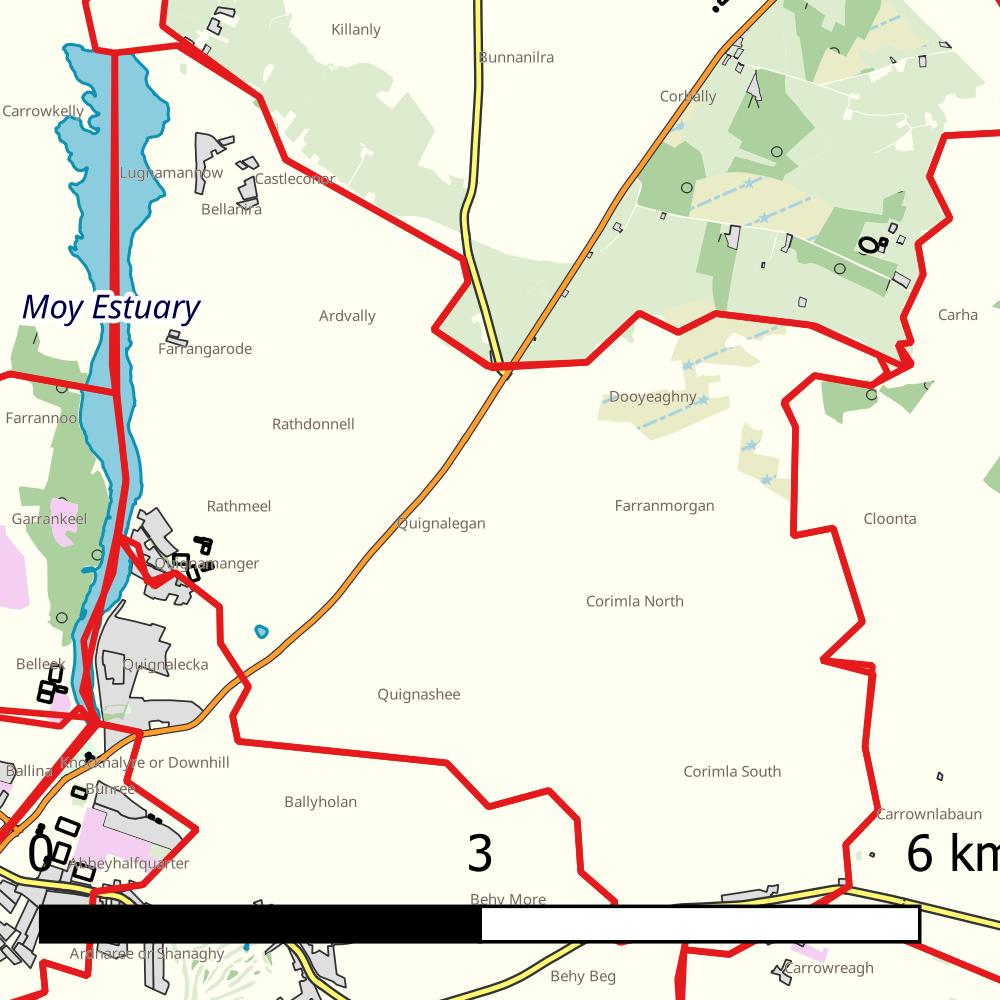 Killanly
Bunnanilra
Corbally
Carrowkelly
Lugnamannow
Castleconor
Bellanira
Moy Estuary
Ardvally
Carha
Farrangarode
Dooyeaghny
Farrannoo
Rathdonnell
Rathmeel
Farranmorgan
Garrankeel
Quignalegan
Cloonta
Quignamanger
Corimla North
Belleek
Quignalecka
Quignashee
Knocknalyre or Downhill
Ballina
Corimla South
Bunree
Ballyholan
Carrownlabaun
0 3 6 km
Abbeyhalfquarter
Behy More
Ardnaree or Shanaghy
Behy Beg
Carrowreagh